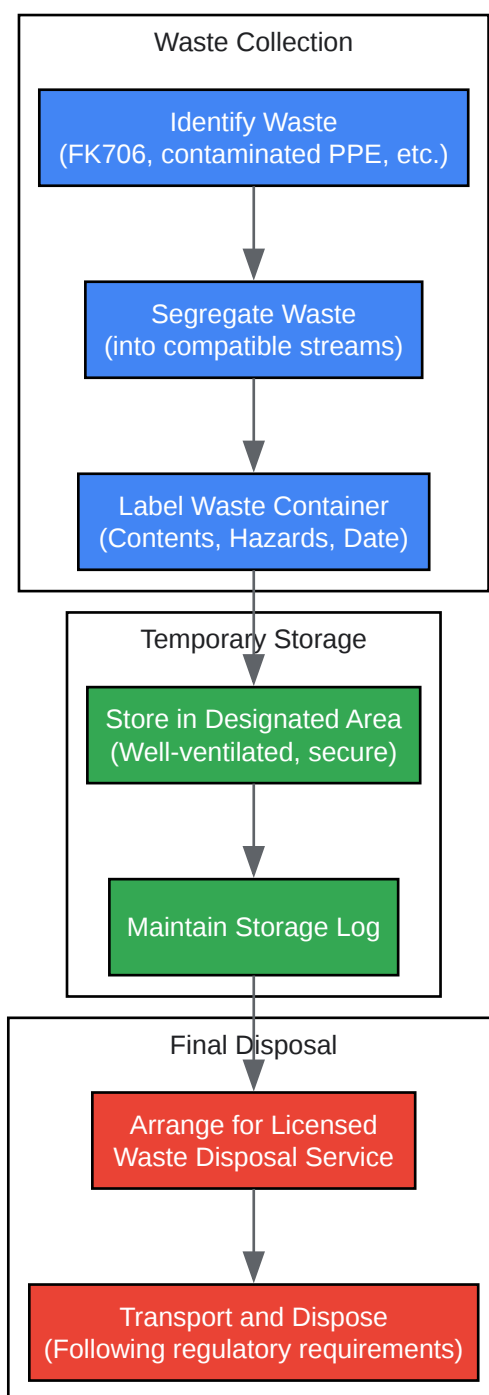 Waste Collection
Identify Waste
(FK706, contaminated PPE, etc.)
Segregate Waste
(into compatible streams)
Label Waste Container
(Contents, Hazards, Date)
Temporary Storage
Store in Designated Area
(Well-ventilated, secure)
Maintain Storage Log
Final Disposal
Arrange for Licensed
Waste Disposal Service
Transport and Dispose
(Following regulatory requirements)